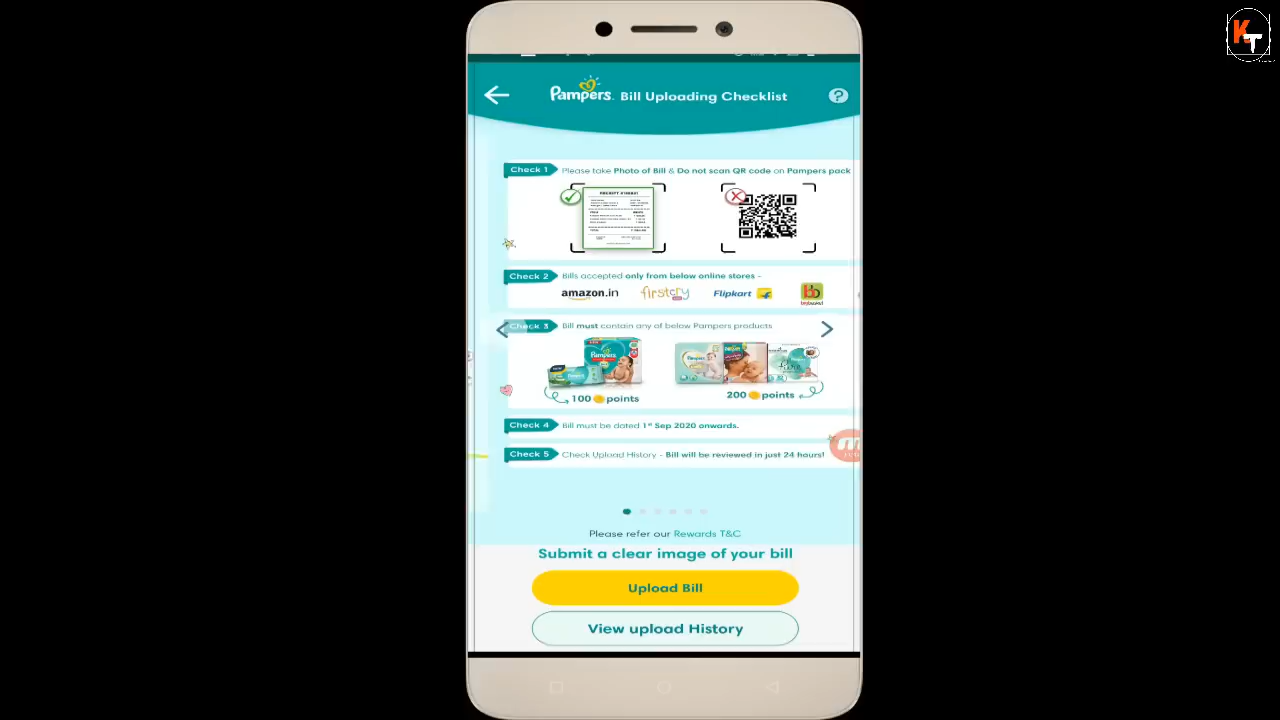 KT
Pampers. Bill Uploading Checklist ?
Check 1 Please take Photo of Bill & Do not scan QR code on Pampers pack
Check 2 Bills accepted only from below online stores -
amazon.in firstcry Flipkart bb bigbasket
Check 3 Bill must contain any of below Pampers products
100 points 200 points
Check 4 Bill must be dated 1st Sep 2020 onwards.
Check 5 Check Upload History - Bill will be reviewed in just 24 hours!
Please refer our Rewards T&C
Submit a clear image of your bill
Upload Bill
View upload History